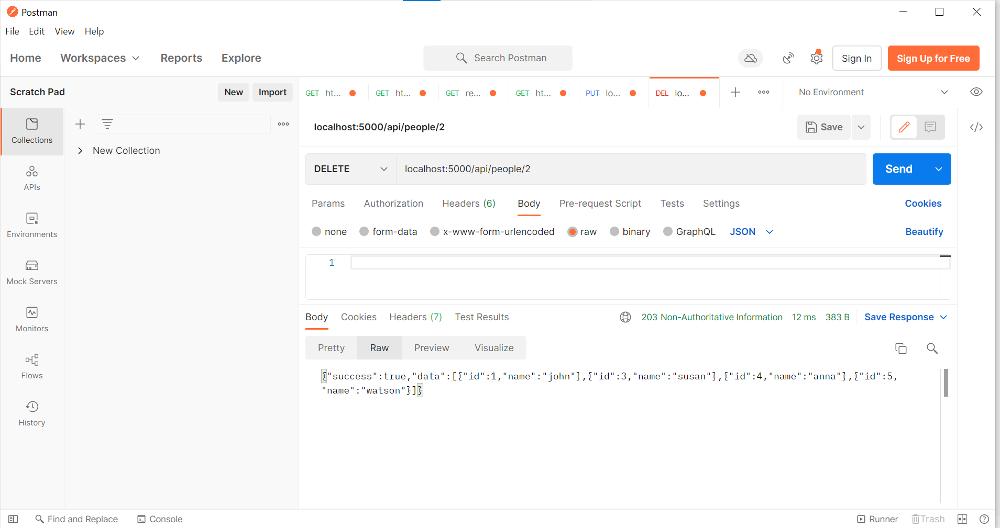 Postman
File Edit View Help
Home Workspaces Reports Explore Search Postman Sign In Sign Up for Free
Scratch Pad New Import
GET ht... GET ht... GET re... GET ht... PUT lo... DEL lo... No Environment
Collections
APIs
Environments
Mock Servers
Monitors
Flows
History
New Collection
localhost:5000/api/people/2 Save
DELETE localhost:5000/api/people/2 Send
Params Authorization Headers (6) Body Pre-request Script Tests Settings Cookies
none form-data x-www-form-urlencoded raw binary GraphQL JSON Beautify
1
Body Cookies Headers (7) Test Results 203 Non-Authoritative Information 12 ms 383 B Save Response
Pretty Raw Preview Visualize
{"success":true,"data":[{"id":1,"name":"john"},{"id":3,"name":"susan"},{"id":4,"name":"anna"},{"id":5,
"name":"watson"}]}
Find and Replace Console Runner Trash